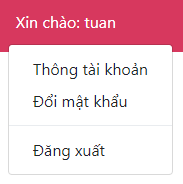 Xin chào: tuan
Thông tài khoản
Đổi mật khẩu
Đăng xuất